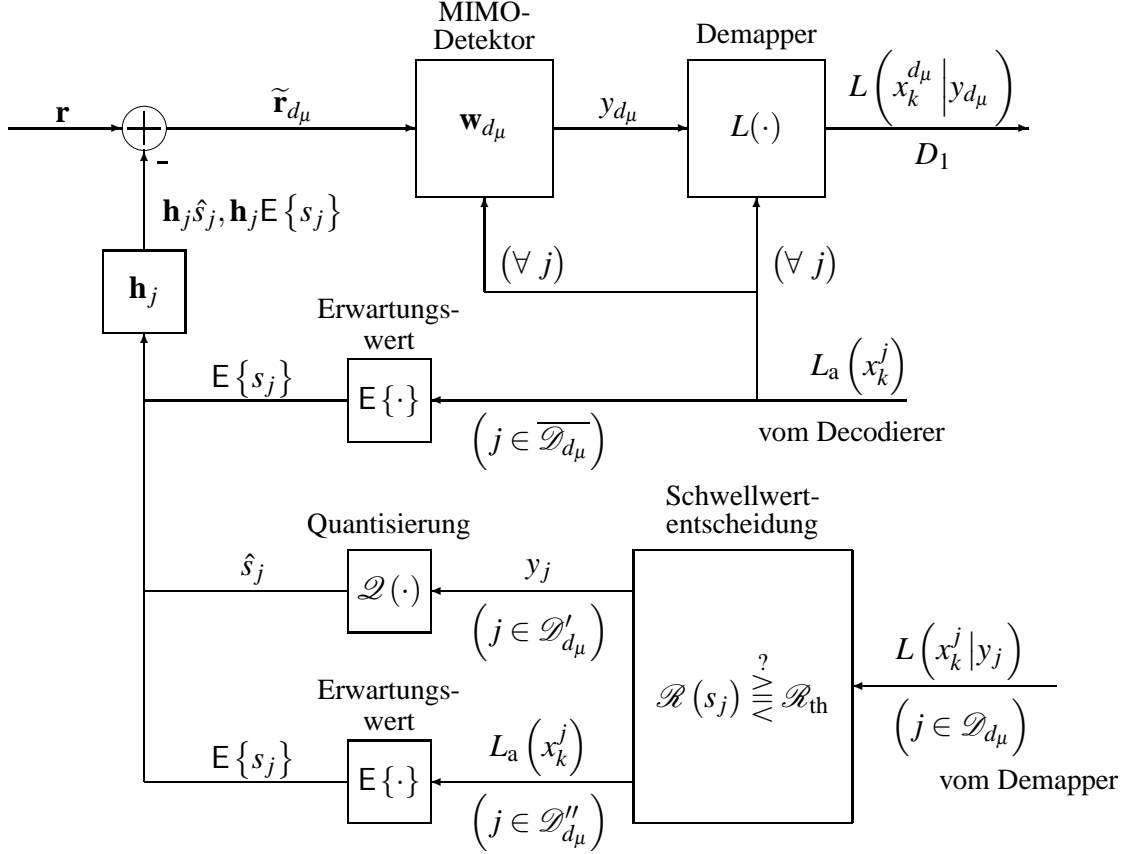 MIMO-
Detektor
Demapper
r
r̃_{d_μ}
w_{d_μ}
y_{d_μ}
L(·)
L(x_k^{d_μ} | y_{d_μ})
D_1
-
h_j ŝ_j, h_j E{s_j}
(∀ j)
(∀ j)
h_j
Erwartungs-
wert
E{s_j}
E{·}
L_a(x_k^j)
(j ∈ \overline{𝒟_{d_μ}})
vom Decodierer
Schwellwert-
entscheidung
Quantisierung
ŝ_j
𝒬(·)
y_j
(j ∈ 𝒟'_{d_μ})
L(x_k^j | y_j)
?
ℛ(s_j) ⋛ ℛ_th
(j ∈ 𝒟_{d_μ})
vom Demapper
Erwartungs-
wert
E{s_j}
E{·}
L_a(x_k^j)
(j ∈ 𝒟''_{d_μ})